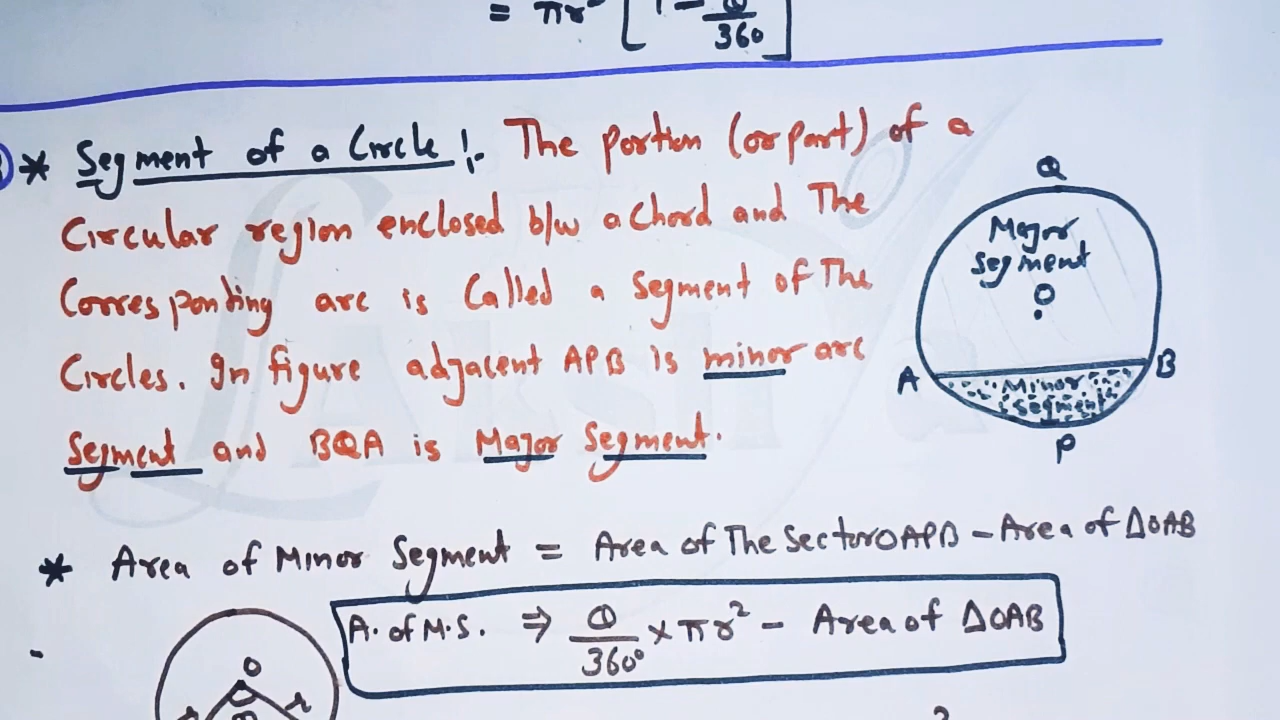 = πr² [1 - θ/360]
* Segment of a Circle :- The portion (or part) of a
Circular region enclosed b/w a Chord and The
Corresponding arc is Called a Segment of The
Circles. In figure adjacent APB is minor arc
Segment and BQA is Major Segment.
Q
Major
segment
O
A
B
Minor
segment
P
* Area of Minor Segment = Area of The Sector OAPB - Area of ΔOAB
A. of M.S. ⇒ θ/360° × πr² - Area of ΔOAB
O
r